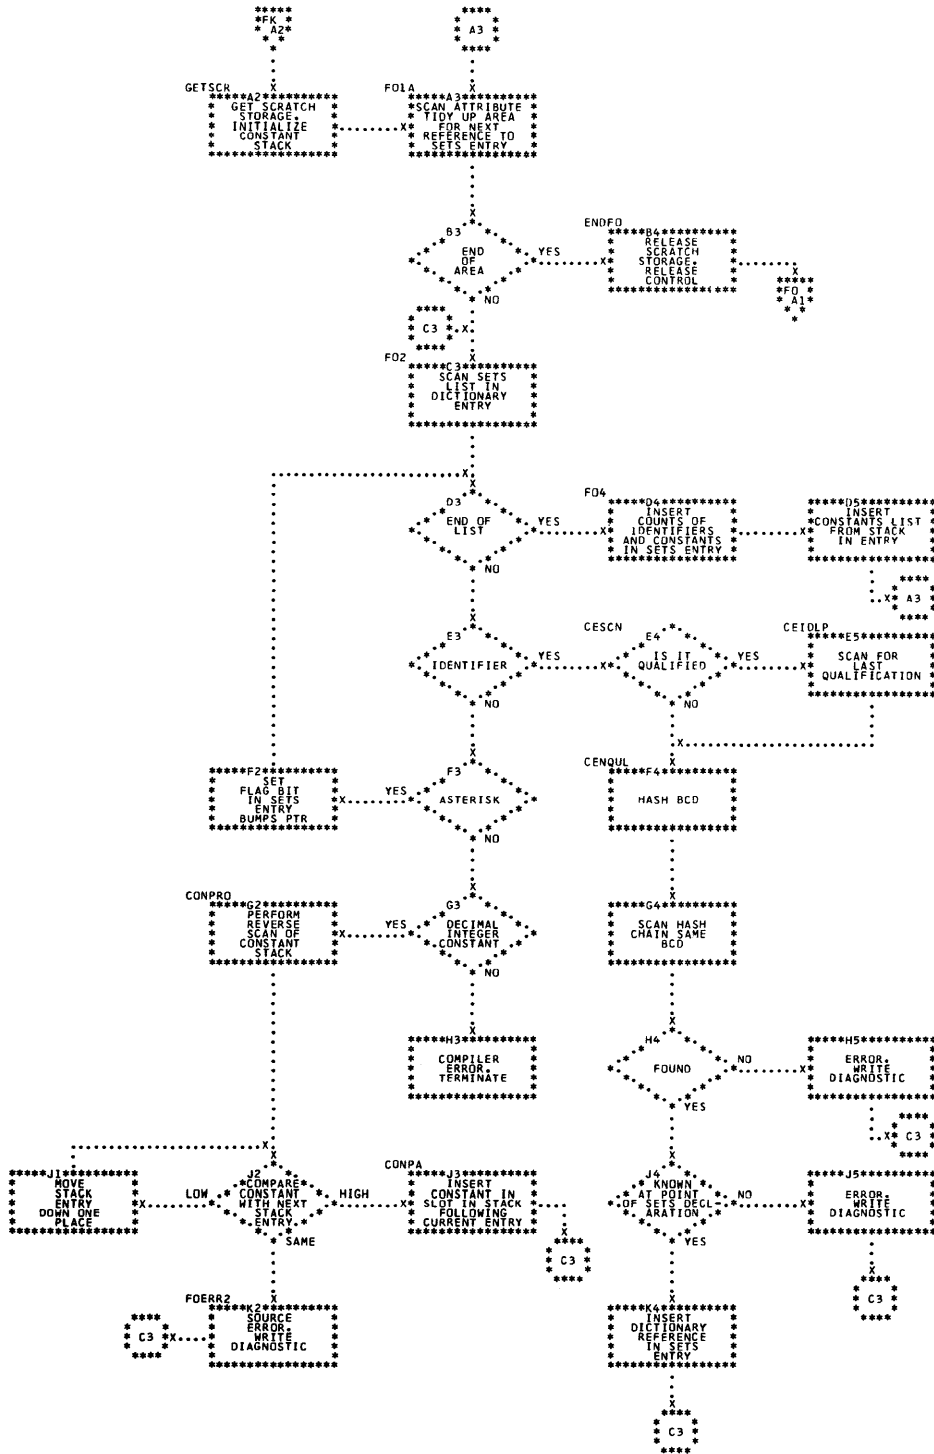 FK
A2
A3
GETSCR
A2
GET SCRATCH
STORAGE.
INITIALIZE
CONSTANT
STACK
FO1A
A3
SCAN ATTRIBUTE
TIDY UP AREA
FOR NEXT
REFERENCE TO
SETS ENTRY
B3
END
OF
AREA
YES
NO
ENDFO
B4
RELEASE
SCRATCH
STORAGE.
RELEASE
CONTROL
FO
A1
C3
FO2
C3
SCAN SETS
LIST IN
DICTIONARY
ENTRY
D3
END OF
LIST
YES
NO
FO4
D4
INSERT
COUNTS OF
IDENTIFIERS
AND CONSTANTS
IN SETS ENTRY
D5
INSERT
CONSTANTS LIST
FROM STACK
IN ENTRY
A3
E3
IDENTIFIER
YES
NO
CESCN
E4
IS IT
QUALIFIED
YES
NO
CEIDLP
E5
SCAN FOR
LAST
QUALIFICATION
F2
SET
FLAG BIT
IN SETS
ENTRY
BUMPS PTR
YES
F3
ASTERISK
NO
CENQUL
F4
HASH BCD
CONPRO
G2
PERFORM
REVERSE
SCAN OF
CONSTANT
STACK
YES
G3
DECIMAL
INTEGER
CONSTANT
NO
G4
SCAN HASH
CHAIN SAME
BCD
H3
COMPILER
ERROR.
TERMINATE
H4
FOUND
NO
YES
H5
ERROR.
WRITE
DIAGNOSTIC
C3
J1
MOVE
STACK
ENTRY
DOWN ONE
PLACE
LOW
J2
COMPARE
CONSTANT
WITH NEXT
STACK
ENTRY
HIGH
SAME
CONPA
J3
INSERT
CONSTANT IN
SLOT IN STACK
FOLLOWING
CURRENT ENTRY
C3
J4
KNOWN
AT POINT
OF SETS DECL-
ARATION
NO
YES
J5
ERROR.
WRITE
DIAGNOSTIC
C3
FOERR2
C3
K2
SOURCE
ERROR.
WRITE
DIAGNOSTIC
K4
INSERT
DICTIONARY
REFERENCE
IN SETS
ENTRY
C3